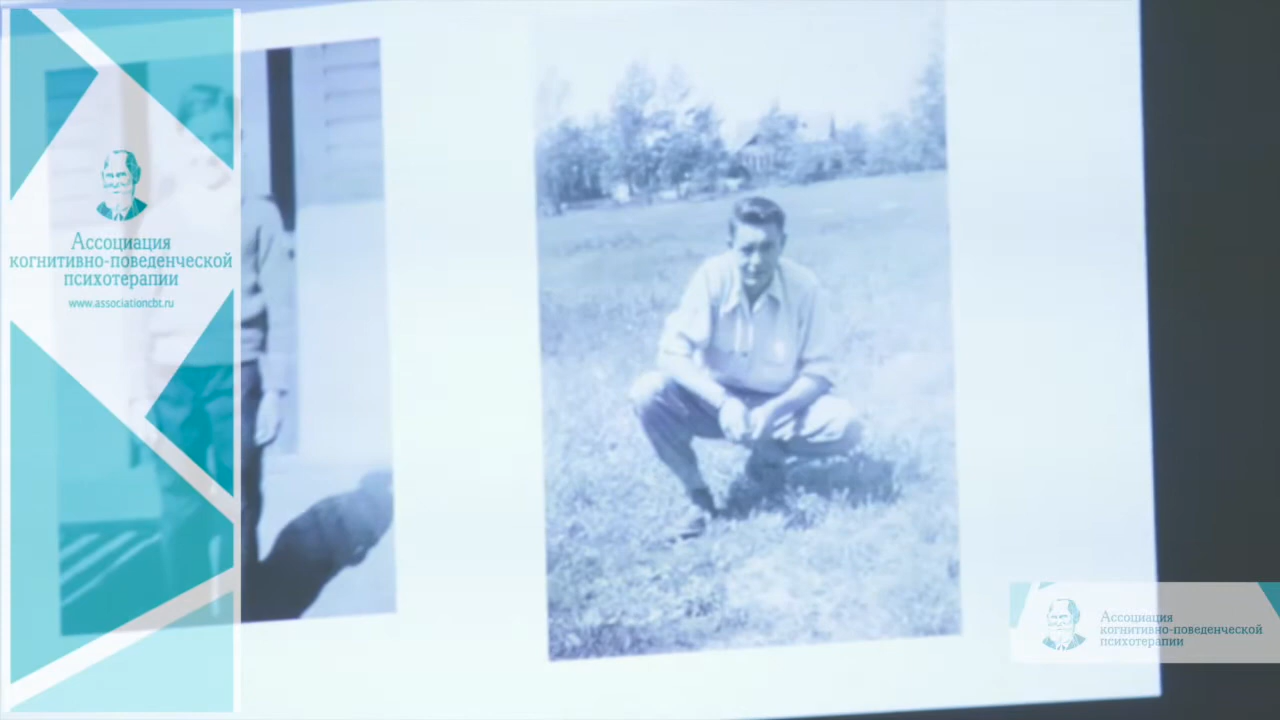 Ассоциация
когнитивно-поведенческой
психотерапии
www.associationcbt.ru
Ассоциация
когнитивно-поведенческой
психотерапии